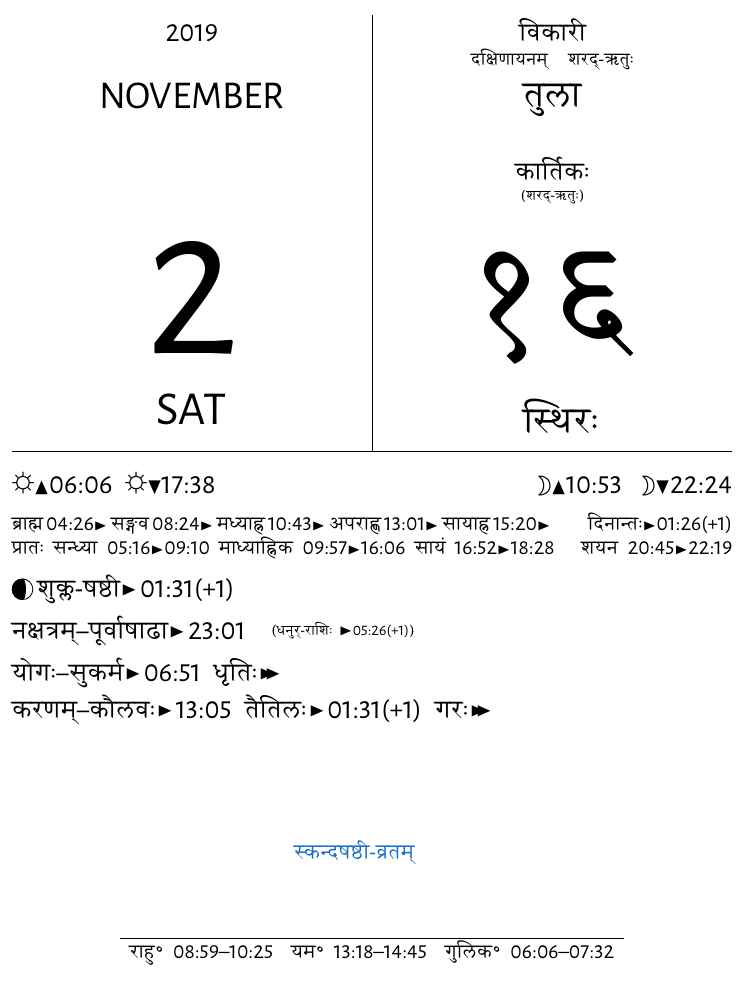 2019
NOVEMBER
2
SAT
विकारी
दक्षिणायनम् शरद्-ऋतुः
तुला
कार्तिकः
(शरद्-ऋतुः)
१६
स्थिरः
☼▲06:06 ☼▼17:38 ☽▲10:53 ☽▼22:24
ब्राह्म 04:26► सङ्गव 08:24► मध्याह्न 10:43► अपराह्ण 13:01► सायाह्न 15:20► दिनान्तः►01:26(+1)
प्रातः सन्ध्या 05:16►09:10 माध्याह्निक 09:57►16:06 सायं 16:52►18:28 शयन 20:45►22:19
शुक्ल-षष्ठी► 01:31(+1)
नक्षत्रम्–पूर्वाषाढा► 23:01 (धनुर्-राशिः ►05:26(+1))
योगः–सुकर्म► 06:51 धृतिः►►
करणम्–कौलवः►13:05 तैतिलः►01:31(+1) गरः►►
स्कन्दषष्ठी-व्रतम्
राहु° 08:59–10:25 यम° 13:18–14:45 गुलिक° 06:06–07:32